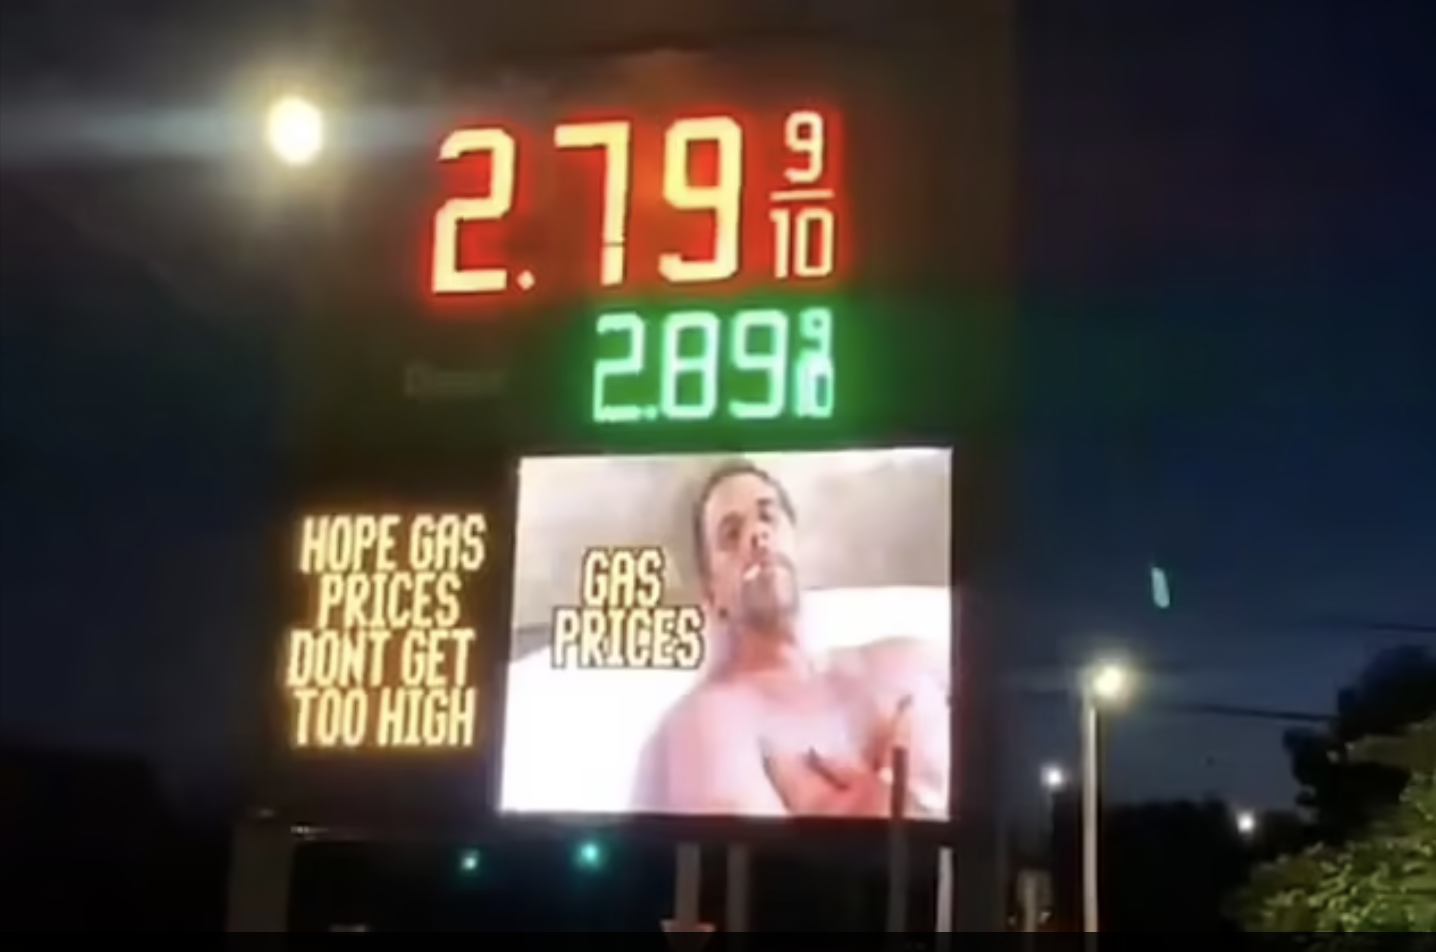 2.79 9/10
2.89 9/10
HOPE GAS
PRICES
DONT GET
TOO HIGH
GAS
PRICES